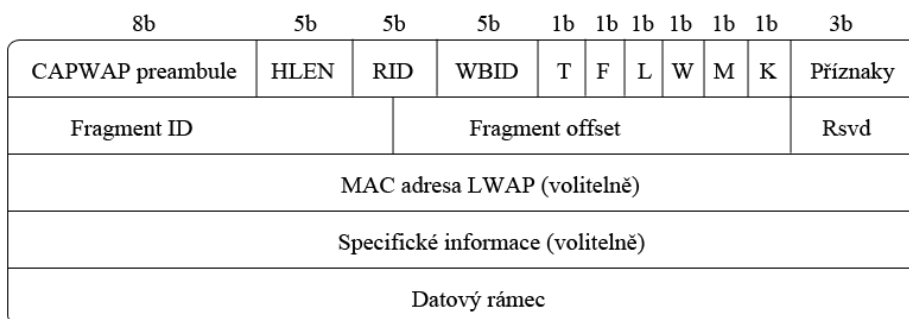 8b 5b 5b 5b 1b 1b 1b 1b 1b 1b 3b
CAPWAP preambule HLEN RID WBID T F L W M K Příznaky
Fragment ID Fragment offset Rsvd
MAC adresa LWAP (volitelně)
Specifické informace (volitelně)
Datový rámec